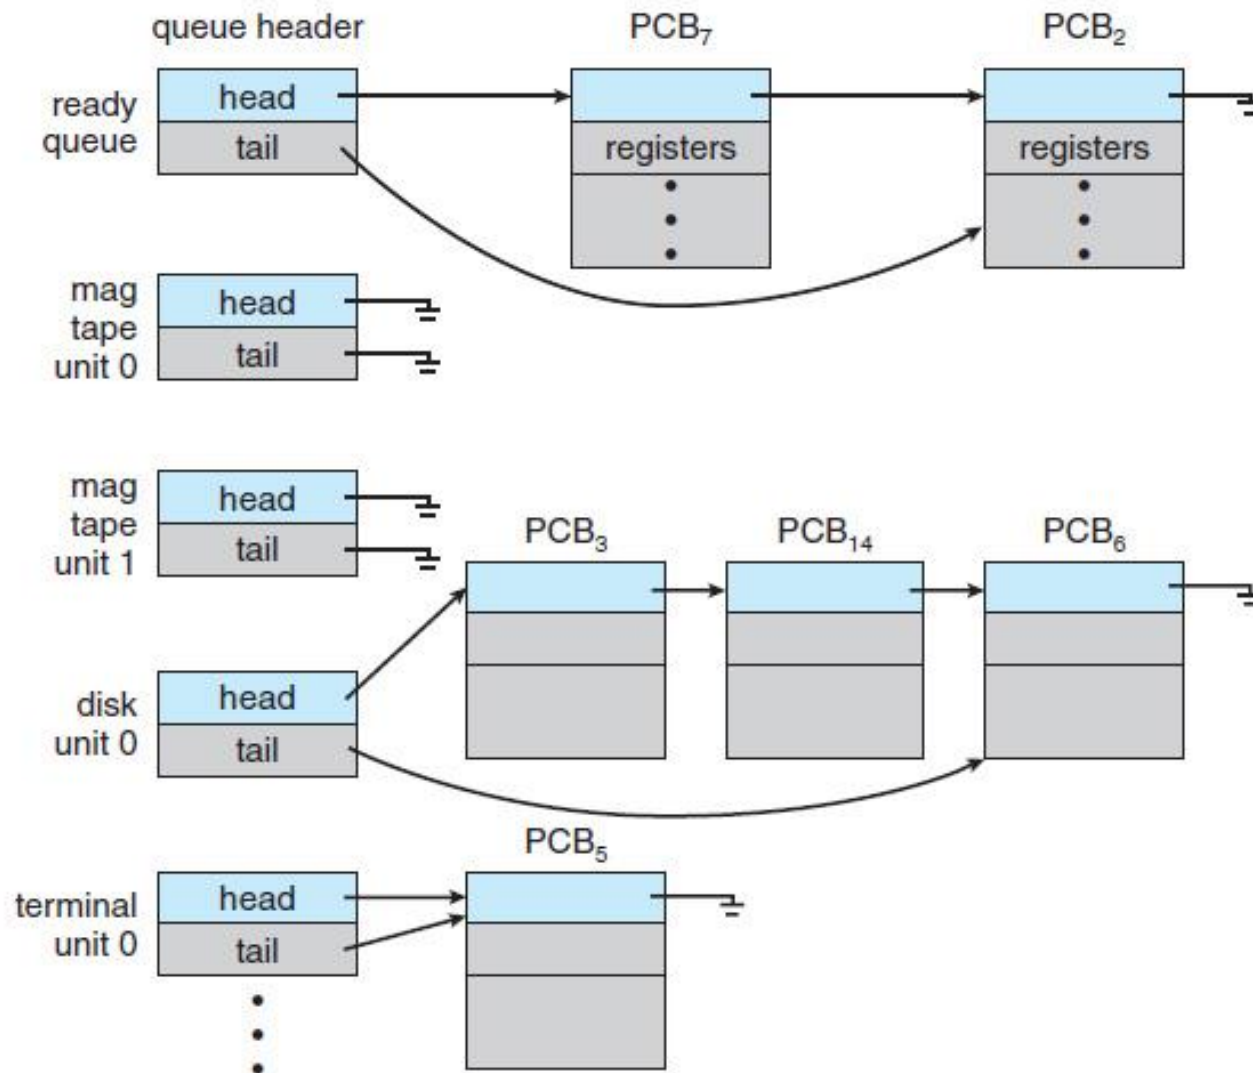 queue header
PCB₇
PCB₂
ready
queue
head
tail
registers
registers
mag
tape
unit 0
head
tail
mag
tape
unit 1
head
tail
PCB₃
PCB₁₄
PCB₆
disk
unit 0
head
tail
PCB₅
terminal
unit 0
head
tail